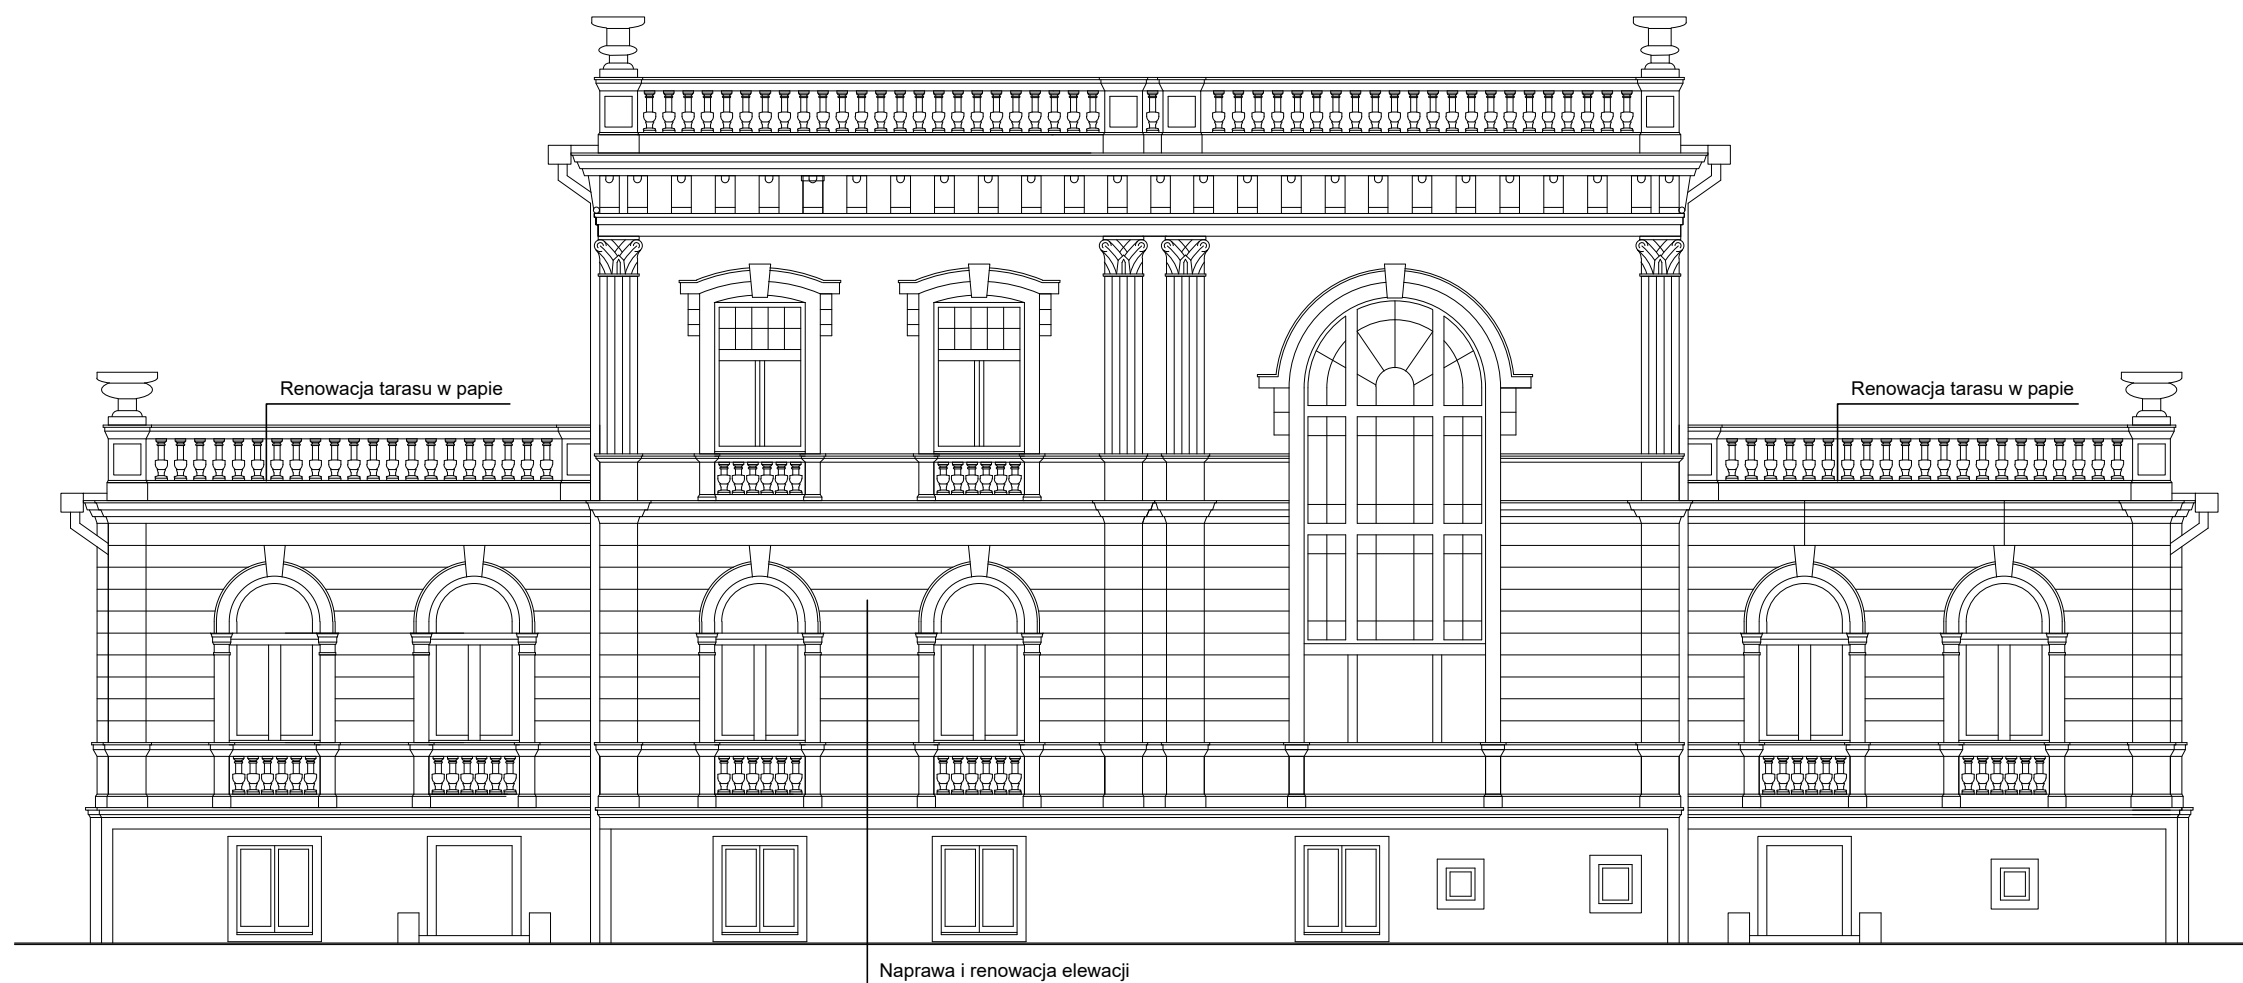 Renowacja tarasu w papie
Renowacja tarasu w papie
Naprawa i renowacja elewacji